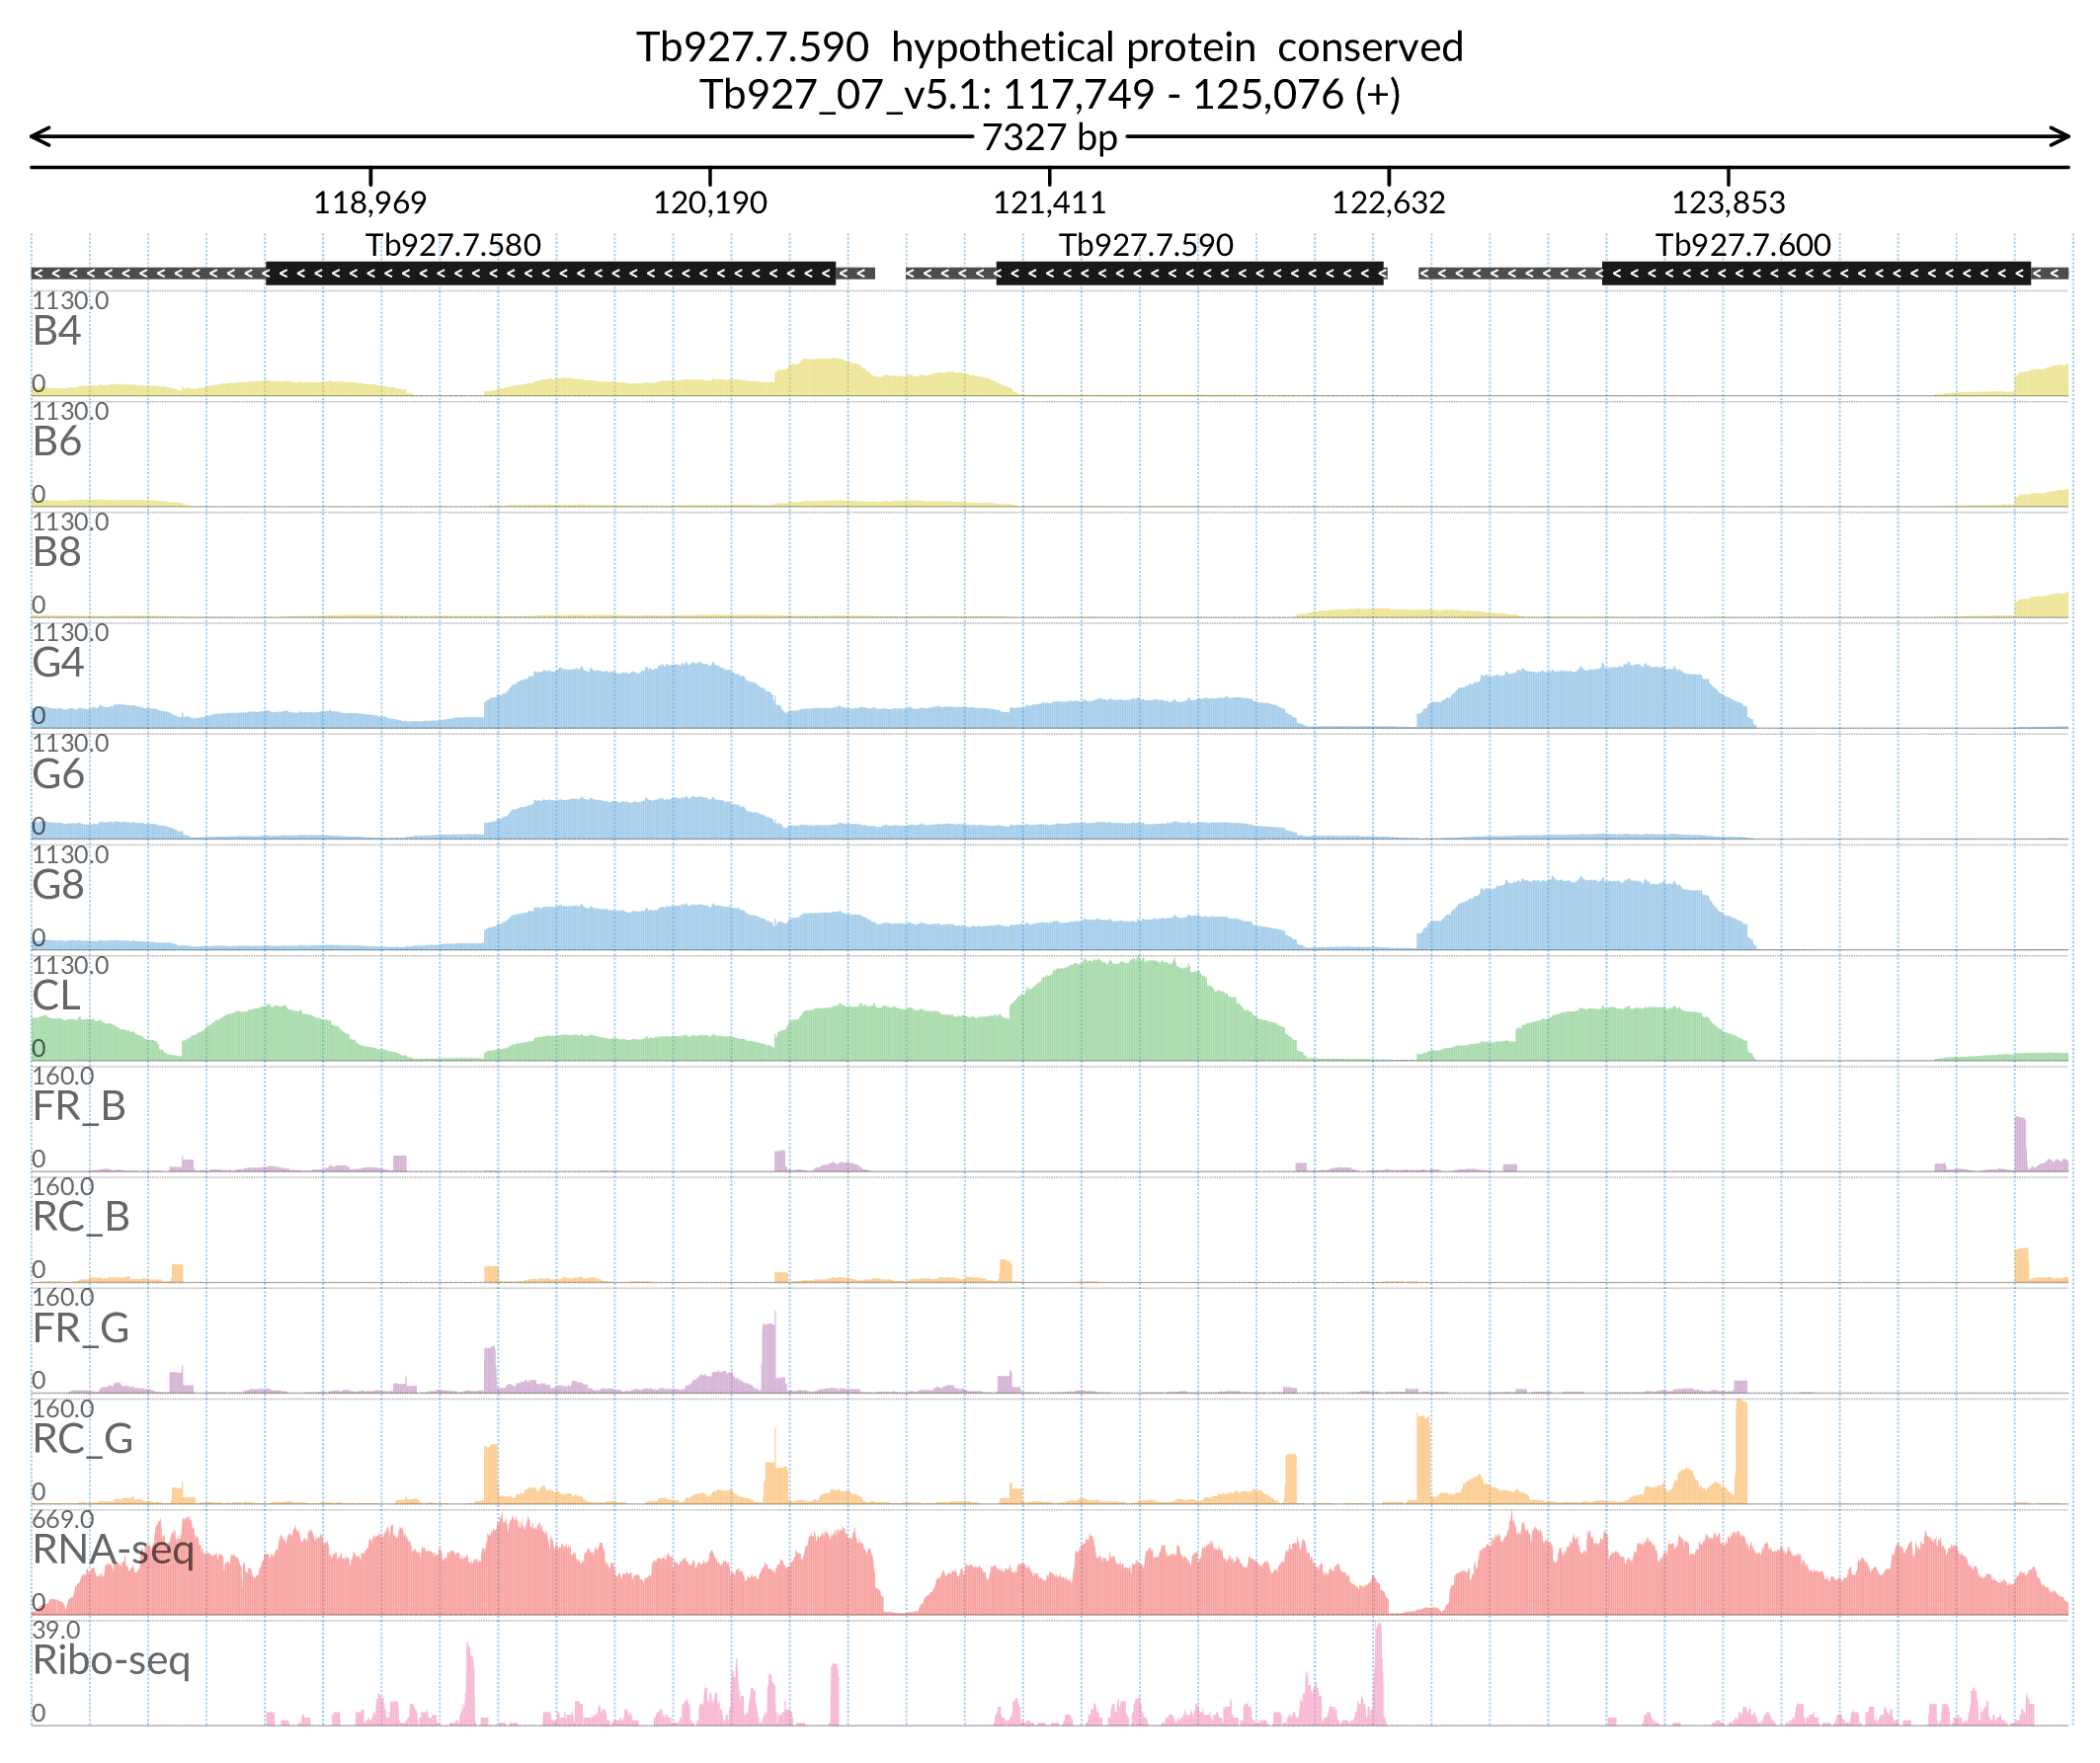 Tb927.7.590 hypothetical protein conserved
Tb927_07_v5.1: 117,749 - 125,076 (+)
7327 bp
118,969 120,190 121,411 122,632 123,853
Tb927.7.580 Tb927.7.590 Tb927.7.600
1130.0
B4
0
1130.0
B6
0
1130.0
B8
0
1130.0
G4
0
1130.0
G6
0
1130.0
G8
0
1130.0
CL
0
160.0
FR_B
0
160.0
RC_B
0
160.0
FR_G
0
160.0
RC_G
0
669.0
RNA-seq
0
39.0
Ribo-seq
0